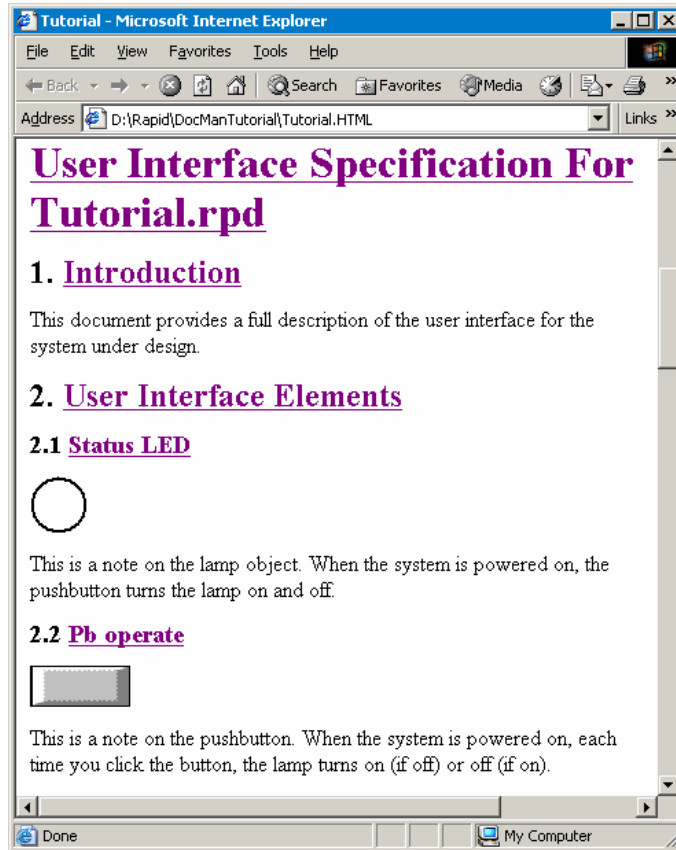 Tutorial - Microsoft Internet Explorer
File Edit View Favorites Tools Help
Back Search Favorites Media »
Address D:\Rapid\DocManTutorial\Tutorial.HTML Links »
User Interface Specification For
Tutorial.rpd
1. Introduction
This document provides a full description of the user interface for the
system under design.
2. User Interface Elements
2.1 Status LED
This is a note on the lamp object. When the system is powered on, the
pushbutton turns the lamp on and off.
2.2 Pb operate
This is a note on the pushbutton. When the system is powered on, each
time you click the button, the lamp turns on (if off) or off (if on).
Done My Computer